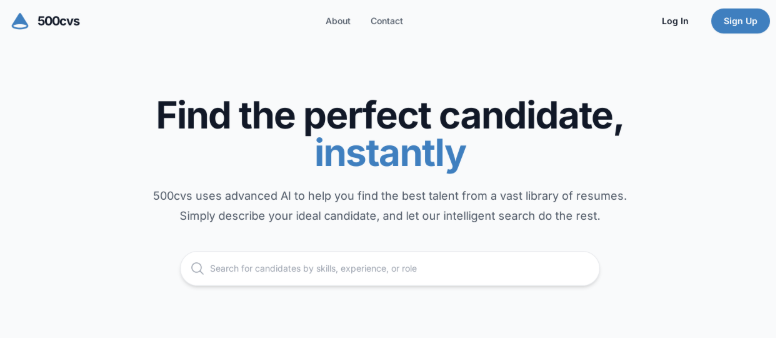 500cvs
About
Contact
Log In
Sign Up
Find the perfect candidate,
instantly
500cvs uses advanced AI to help you find the best talent from a vast library of resumes.
Simply describe your ideal candidate, and let our intelligent search do the rest.
Search for candidates by skills, experience, or role